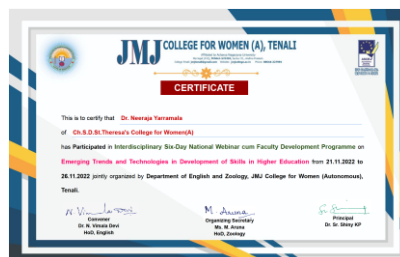 JMJ COLLEGE FOR WOMEN (A), TENALI
CERTIFICATE
This is to certify that Dr. Neeraja Yarramala
of Ch.S.D.St.Theresa's College for Women(A)
has Participated in Interdisciplinary Six-Day National Webinar cum Faculty Development Programme on
Emerging Trends and Technologies in Development of Skills in Higher Education from 21.11.2022 to
26.11.2022 jointly organized by Department of English and Zoology, JMJ College for Women (Autonomous),
Tenali.
Convener
Dr. N. Vimala Devi
HoD, English
Organizing Secretary
Ms. M. Aruna
HoD, Zoology
Principal
Dr. Sr. Shiny KP